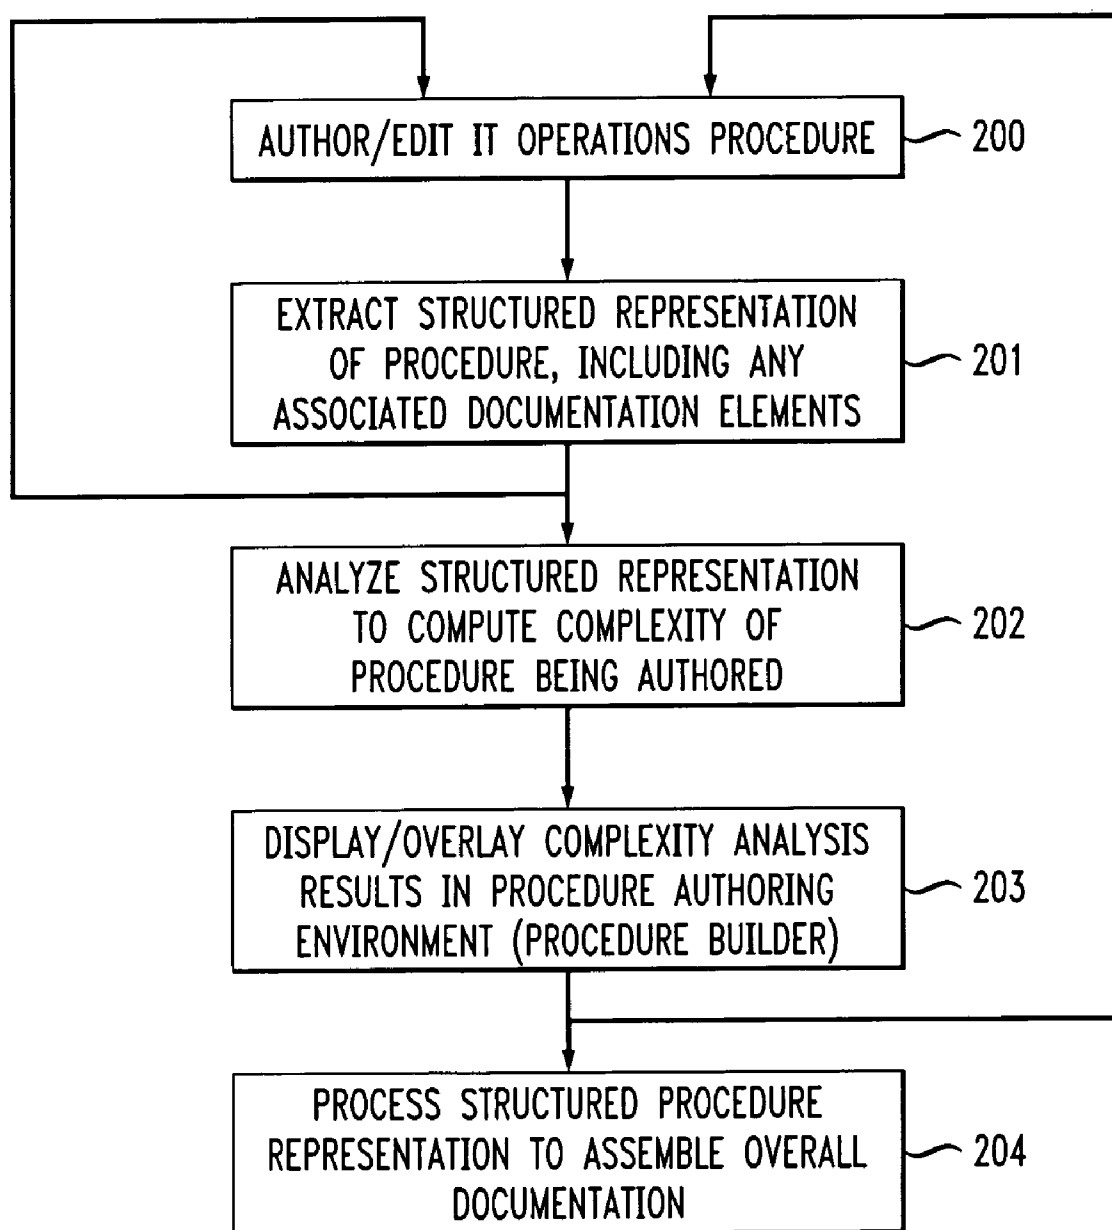 AUTHOR/EDIT IT OPERATIONS PROCEDURE
200
EXTRACT STRUCTURED REPRESENTATION
OF PROCEDURE, INCLUDING ANY
ASSOCIATED DOCUMENTATION ELEMENTS
201
ANALYZE STRUCTURED REPRESENTATION
TO COMPUTE COMPLEXITY OF
PROCEDURE BEING AUTHORED
202
DISPLAY/OVERLAY COMPLEXITY ANALYSIS
RESULTS IN PROCEDURE AUTHORING
ENVIRONMENT (PROCEDURE BUILDER)
203
PROCESS STRUCTURED PROCEDURE
REPRESENTATION TO ASSEMBLE OVERALL
DOCUMENTATION
204